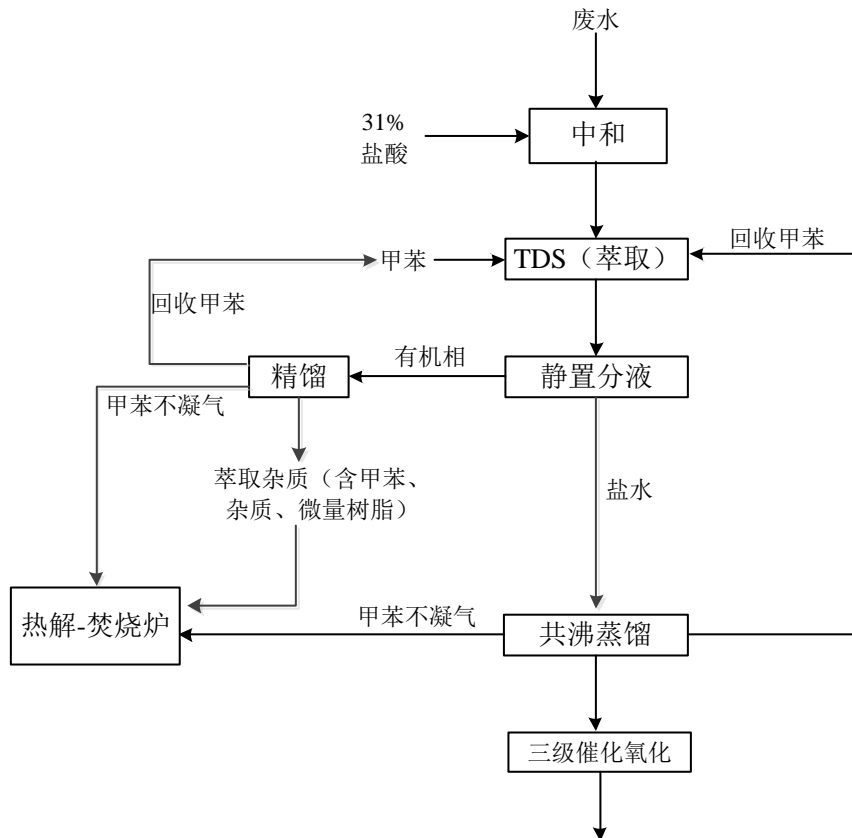 废水
31%
盐酸
中和
甲苯
TDS（萃取）
回收甲苯
回收甲苯
有机相
精馏
静置分液
甲苯不凝气
萃取杂质（含甲苯、
杂质、微量树脂）
盐水
热解-焚烧炉
甲苯不凝气
共沸蒸馏
三级催化氧化